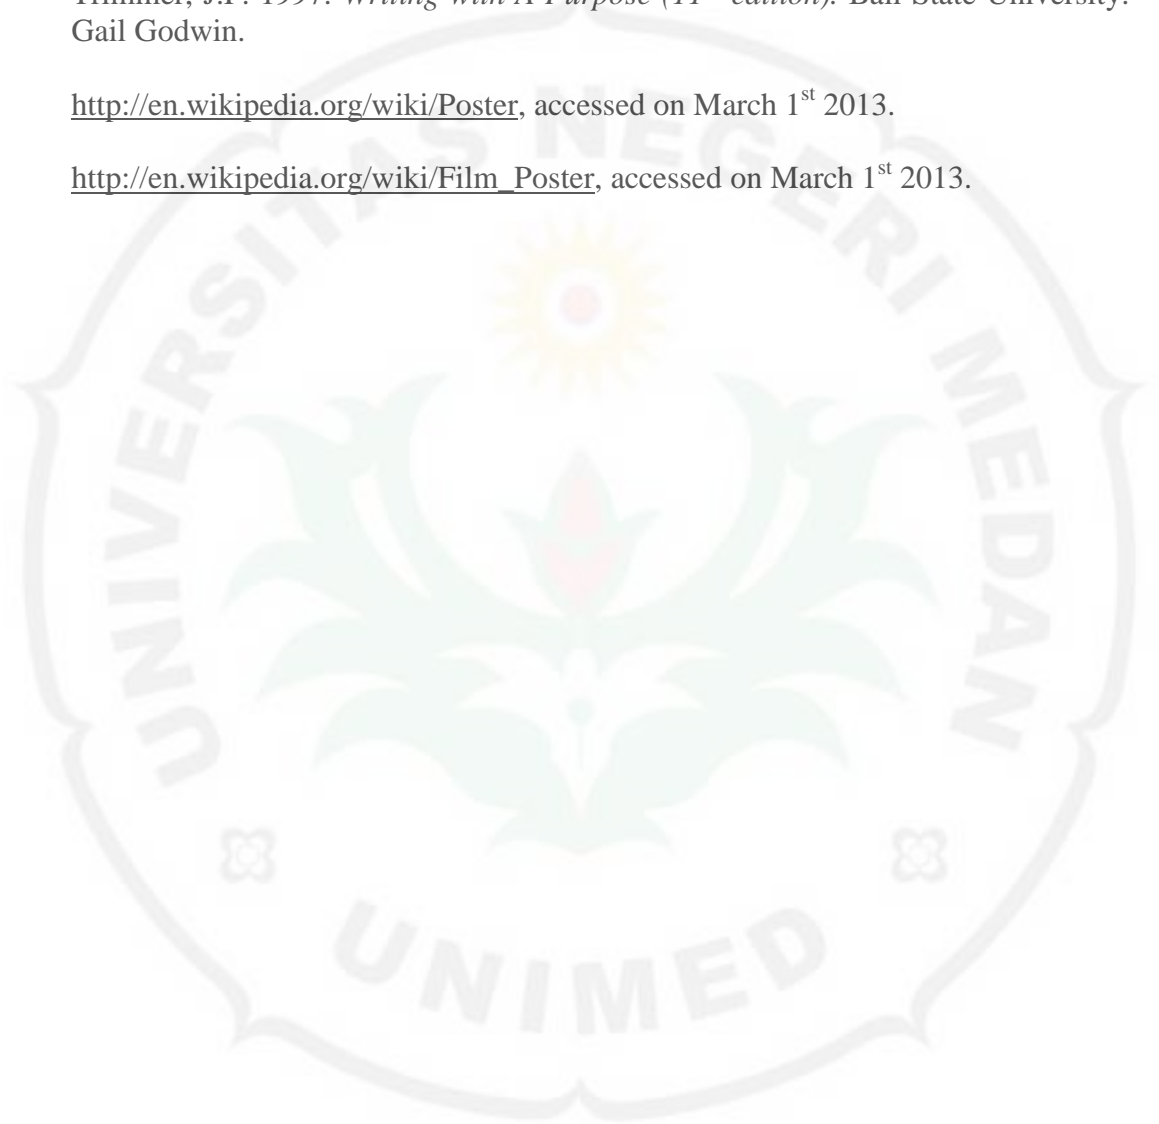 Trimmer, J.F. 1997. Writing with A Purpose (11th edition). Ball State University:
Gail Godwin.
http://en.wikipedia.org/wiki/Poster, accessed on March 1st 2013.
http://en.wikipedia.org/wiki/Film_Poster, accessed on March 1st 2013.
UNIVERSITAS NEGERI MEDAN
UNIMED